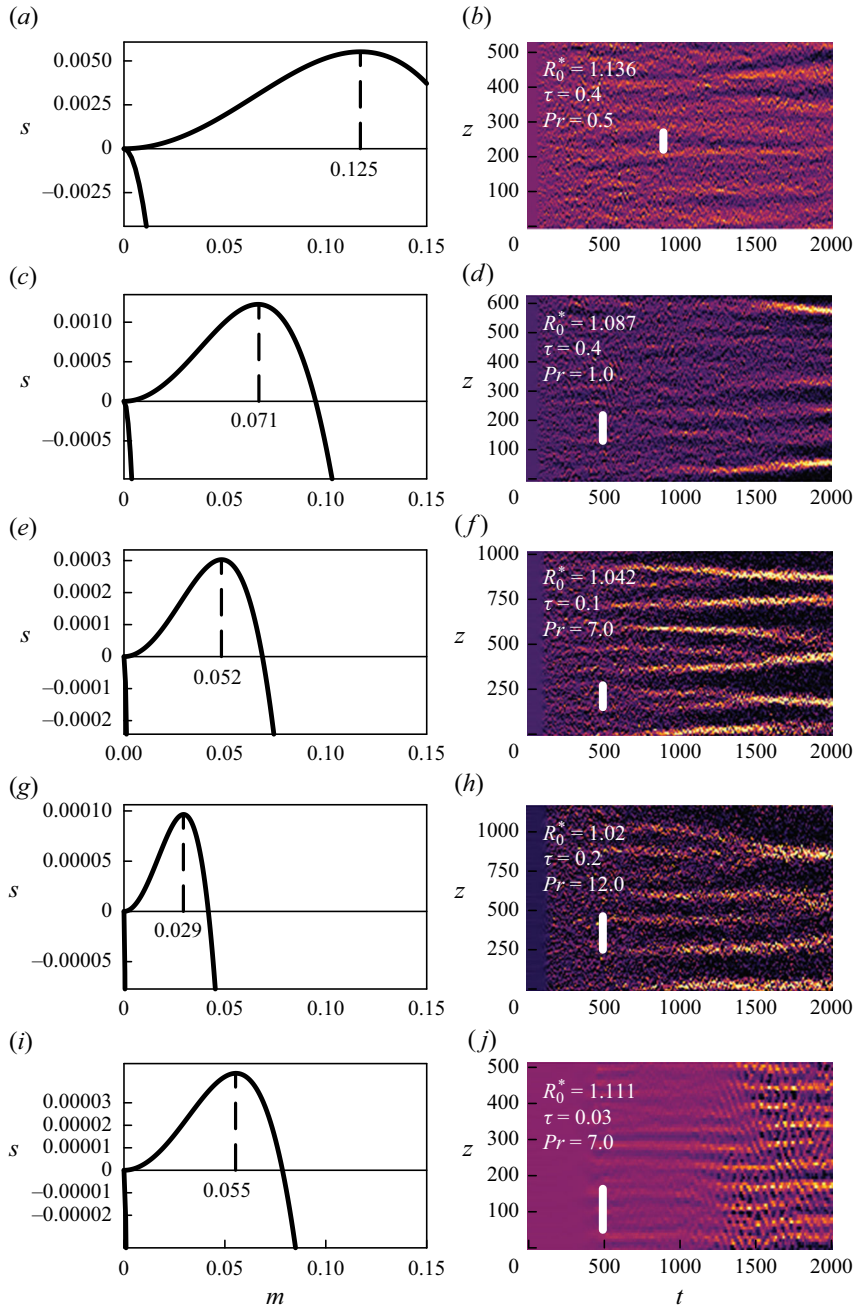 (a)
(b)
0.0050
0.0025
0
–0.0025
s
0.125
0
0.05
0.10
0.15
500
400
300
200
100
0
z
R₀* = 1.136
τ = 0.4
Pr = 0.5
500
1000
1500
2000
(c)
(d)
0.0010
0.0005
0
–0.0005
s
0.071
0
0.05
0.10
0.15
600
500
400
300
200
100
0
z
R₀* = 1.087
τ = 0.4
Pr = 1.0
500
1000
1500
2000
(e)
(f)
0.0003
0.0002
0.0001
0
–0.0001
–0.0002
s
0.052
0.00
0.05
0.10
0.15
1000
750
500
250
0
z
R₀* = 1.042
τ = 0.1
Pr = 7.0
500
1000
1500
2000
(g)
(h)
0.00010
0.00005
0
–0.00005
s
0.029
0
0.05
0.10
0.15
1000
750
500
250
0
z
R₀* = 1.02
τ = 0.2
Pr = 12.0
500
1000
1500
2000
(i)
(j)
0.00003
0.00002
0.00001
0
–0.00001
–0.00002
s
0.055
0
0.05
0.10
0.15
m
500
400
300
200
100
0
z
R₀* = 1.111
τ = 0.03
Pr = 7.0
500
1000
1500
2000
t